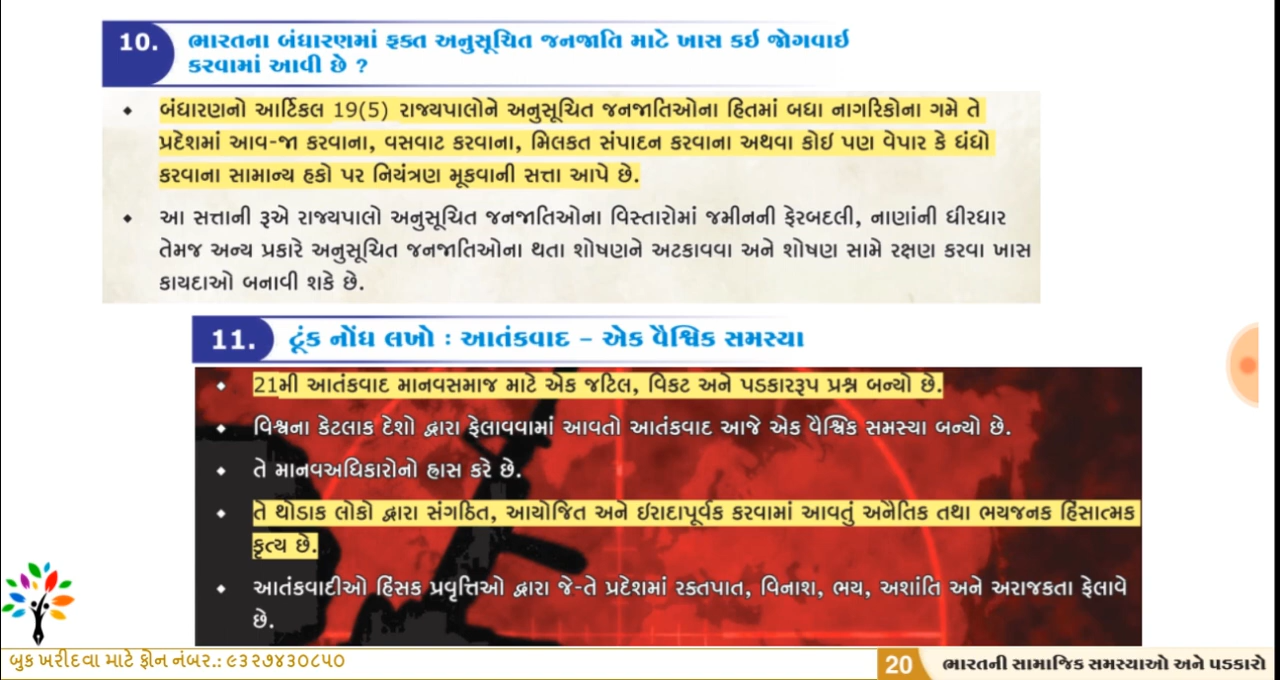 10. ભારતના બંધારણમાં ફક્ત અનુસૂચિત જનજાતિ માટે ખાસ કઇ જોગવાઇ
કરવામાં આવી છે ?
• બંધારણનો આર્ટિકલ 19(5) રાજ્યપાલોને અનુસૂચિત જનજાતિઓના હિતમાં બધા નાગરિકોના ગમે તે
પ્રદેશમાં આવ-જા કરવાના, વસવાટ કરવાના, મિલકત સંપાદન કરવાના અથવા કોઈ પણ વેપાર કે ધંધો
કરવાના સામાન્ય હકો પર નિયંત્રણ મૂકવાની સત્તા આપે છે.
• આ સત્તાની રૂએ રાજ્યપાલો અનુસૂચિત જનજાતિઓના વિસ્તારોમાં જમીનની ફેરબદલી, નાણાંની ધીરધાર
તેમજ અન્ય પ્રકારે અનુસૂચિત જનજાતિઓના થતા શોષણને અટકાવવા અને શોષણ સામે રક્ષણ કરવા ખાસ
કાયદાઓ બનાવી શકે છે.
11. ટૂંક નોંધ લખો : આતંકવાદ – એક વૈશ્વિક સમસ્યા
• 21મી આતંકવાદ માનવસમાજ માટે એક જટિલ, વિકટ અને પડકારરૂપ પ્રશ્ન બન્યો છે.
• વિશ્વના કેટલાક દેશો દ્વારા ફેલાવવામાં આવતો આતંકવાદ આજે એક વૈશ્વિક સમસ્યા બન્યો છે.
• તે માનવઅધિકારોનો હ્રાસ કરે છે.
• તે થોડાક લોકો દ્વારા સંગઠિત, આયોજિત અને ઈરાદાપૂર્વક કરવામાં આવતું અનૈતિક તથા ભયજનક હિંસાત્મક
કૃત્ય છે.
• આતંકવાદીઓ હિંસક પ્રવૃત્તિઓ દ્વારા જે-તે પ્રદેશમાં રક્તપાત, વિનાશ, ભય, અશાંતિ અને અરાજકતા ફેલાવે
છે.
બુક ખરીદવા માટે ફોન નંબર.: ૯૩૨૭૪૩૦૮૫૦
20 ભારતની સામાજિક સમસ્યાઓ અને પડકારો